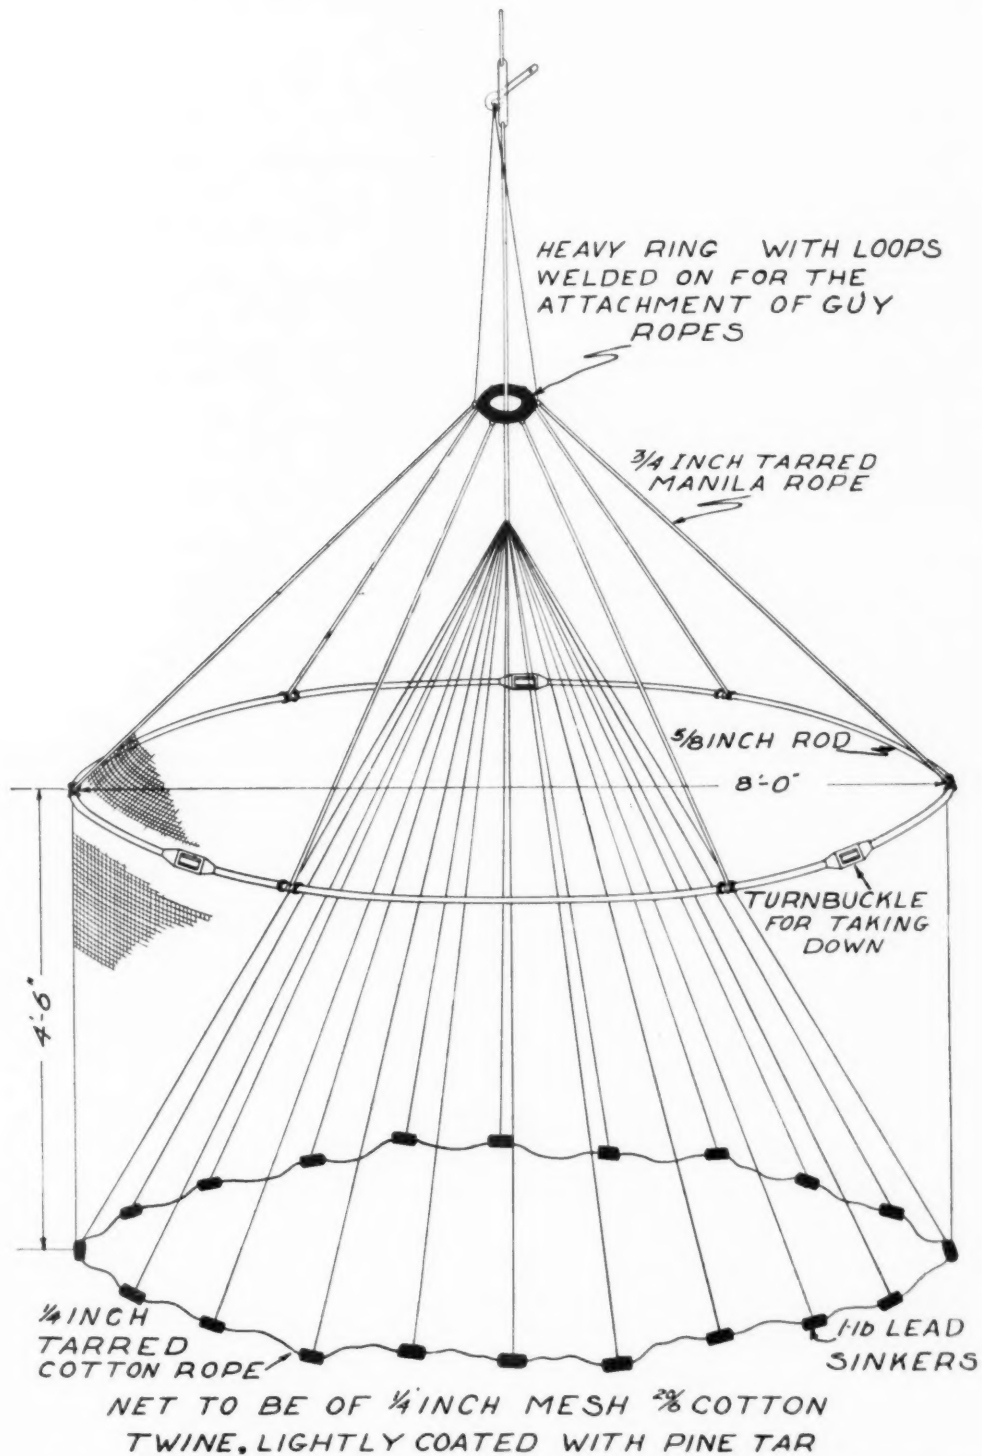 HEAVY RING WITH LOOPS
WELDED ON FOR THE
ATTACHMENT OF GUY
ROPES
3/4 INCH TARRED
MANILA ROPE
5/8 INCH ROD
8'-0"
TURNBUCKLE
FOR TAKING
DOWN
4'-6"
1/4 INCH
TARRED
COTTON ROPE
1-lb LEAD
SINKERS
NET TO BE OF 1/4 INCH MESH 20/6 COTTON
TWINE. LIGHTLY COATED WITH PINE TAR